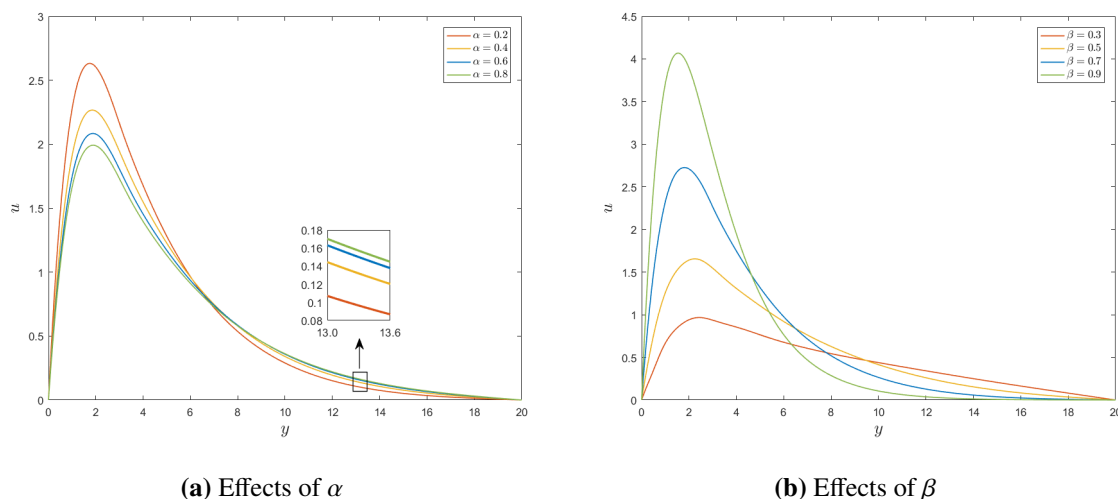 3
2.5
2
1.5
1
0.5
0
u
0 2 4 6 8 10 12 14 16 18 20
y
α = 0.2
α = 0.4
α = 0.6
α = 0.8
0.18
0.16
0.14
0.12
0.1
0.08
13.0 13.6
(a) Effects of α
4.5
4
3.5
3
2.5
2
1.5
1
0.5
0
u
0 2 4 6 8 10 12 14 16 18 20
y
β = 0.3
β = 0.5
β = 0.7
β = 0.9
(b) Effects of β